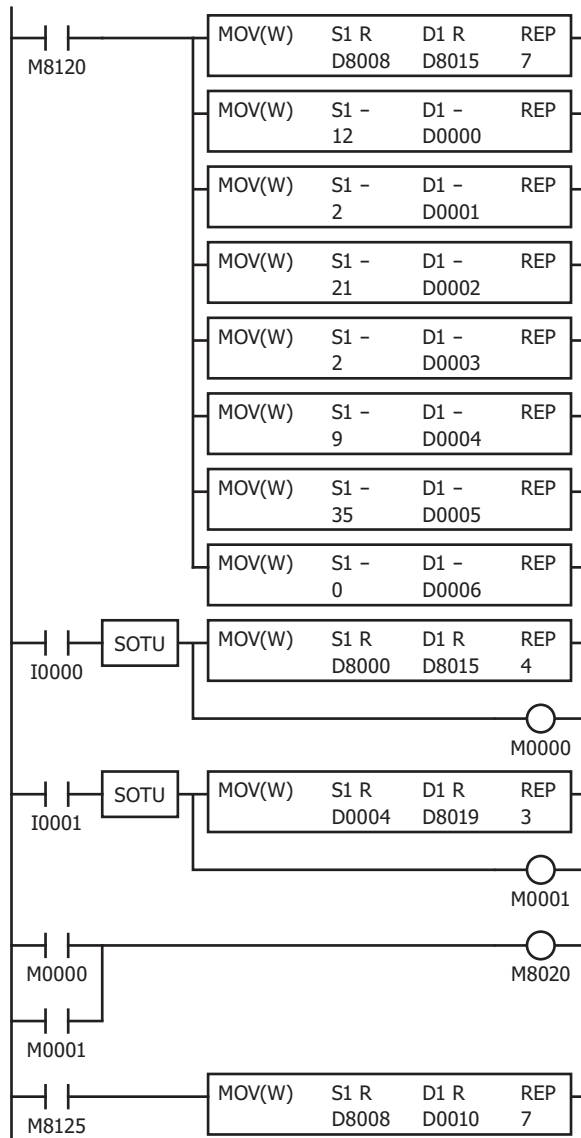 MOV(W) S1 R D1 R REP
D8008 D8015 7
M8120
MOV(W) S1 – D1 – REP
12 D0000
MOV(W) S1 – D1 – REP
2 D0001
MOV(W) S1 – D1 – REP
21 D0002
MOV(W) S1 – D1 – REP
2 D0003
MOV(W) S1 – D1 – REP
9 D0004
MOV(W) S1 – D1 – REP
35 D0005
MOV(W) S1 – D1 – REP
0 D0006
SOTU MOV(W) S1 R D1 R REP
D8000 D8015 4
I0000
M0000
SOTU MOV(W) S1 R D1 R REP
D0004 D8019 3
I0001
M0001
M0000 M8020
M0001
MOV(W) S1 R D1 R REP
D8008 D0010 7
M8125